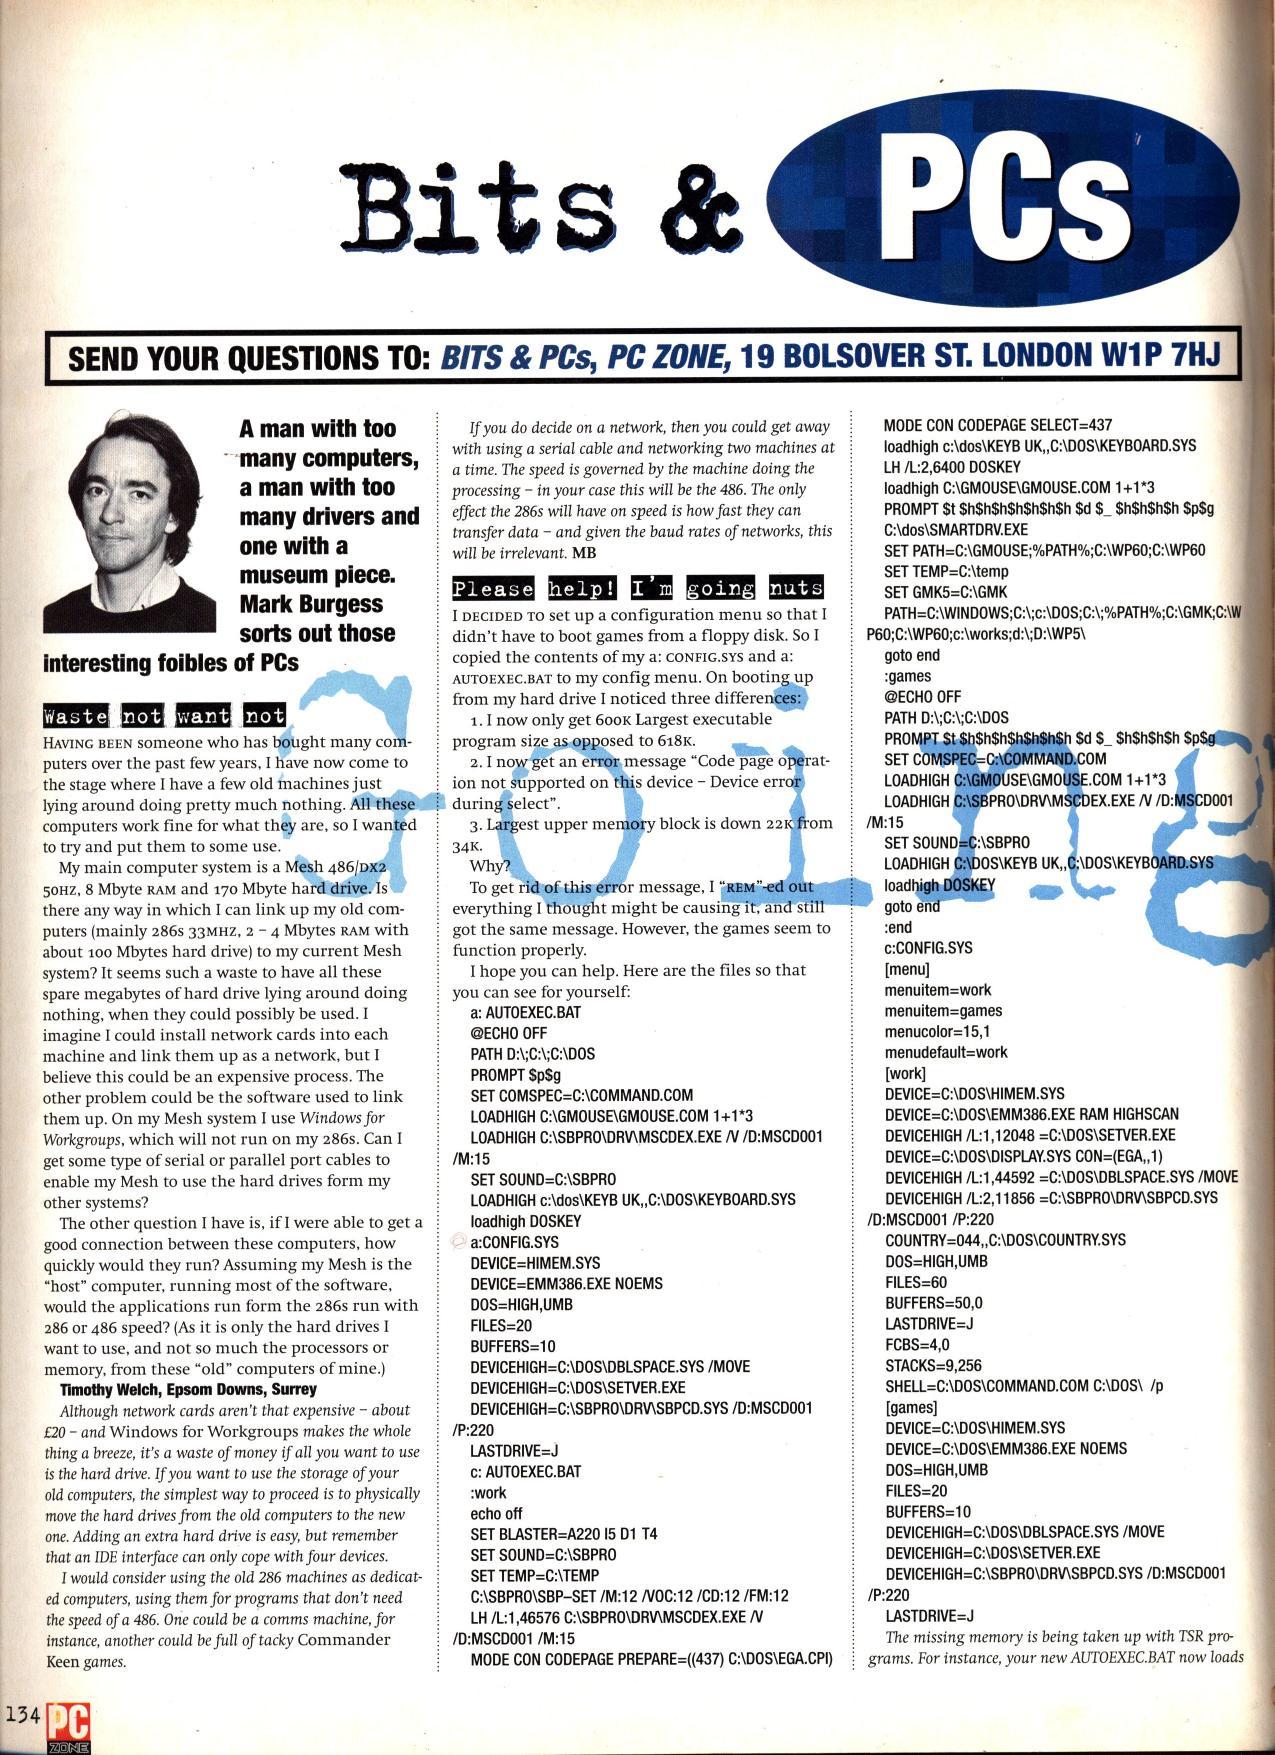 Bits & PCs
SEND YOUR QUESTIONS TO: BITS & PCs, PC ZONE, 19 BOLSOVER ST. LONDON W1P 7HJ
A man with too
many computers,
a man with too
many drivers and
one with a
museum piece.
Mark Burgess
sorts out those
interesting foibles of PCs
Waste not want not
HAVING BEEN someone who has bought many com-
puters over the past few years, I have now come to
the stage where I have a few old machines just
lying around doing pretty much nothing. All these
computers work fine for what they are, so I wanted
to try and put them to some use.
My main computer system is a Mesh 486/DX2
50HZ, 8 Mbyte RAM and 170 Mbyte hard drive. Is
there any way in which I can link up my old com-
puters (mainly 286s 33MHZ, 2 – 4 Mbytes RAM with
about 100 Mbytes hard drive) to my current Mesh
system? It seems such a waste to have all these
spare megabytes of hard drive lying around doing
nothing, when they could possibly be used. I
imagine I could install network cards into each
machine and link them up as a network, but I
believe this could be an expensive process. The
other problem could be the software used to link
them up. On my Mesh system I use Windows for
Workgroups, which will not run on my 286s. Can I
get some type of serial or parallel port cables to
enable my Mesh to use the hard drives form my
other systems?
The other question I have is, if I were able to get a
good connection between these computers, how
quickly would they run? Assuming my Mesh is the
“host” computer, running most of the software,
would the applications run form the 286s run with
286 or 486 speed? (As it is only the hard drives I
want to use, and not so much the processors or
memory, from these “old” computers of mine.)
Timothy Welch, Epsom Downs, Surrey
Although network cards aren't that expensive – about
£20 – and Windows for Workgroups makes the whole
thing a breeze, it's a waste of money if all you want to use
is the hard drive. If you want to use the storage of your
old computers, the simplest way to proceed is to physically
move the hard drives from the old computers to the new
one. Adding an extra hard drive is easy, but remember
that an IDE interface can only cope with four devices.
I would consider using the old 286 machines as dedicat-
ed computers, using them for programs that don't need
the speed of a 486. One could be a comms machine, for
instance, another could be full of tacky Commander
Keen games.
If you do decide on a network, then you could get away
with using a serial cable and networking two machines at
a time. The speed is governed by the machine doing the
processing – in your case this will be the 486. The only
effect the 286s will have on speed is how fast they can
transfer data – and given the baud rates of networks, this
will be irrelevant. MB
Please help! I'm going nuts
I DECIDED TO set up a configuration menu so that I
didn't have to boot games from a floppy disk. So I
copied the contents of my a: CONFIG.SYS and a:
AUTOEXEC.BAT to my config menu. On booting up
from my hard drive I noticed three differences:
1. I now only get 600K Largest executable
program size as opposed to 618K.
2. I now get an error message “Code page operat-
ion not supported on this device – Device error
during select”.
3. Largest upper memory block is down 22K from
34K.
Why?
To get rid of this error message, I “REM”-ed out
everything I thought might be causing it, and still
got the same message. However, the games seem to
function properly.
I hope you can help. Here are the files so that
you can see for yourself:
a: AUTOEXEC.BAT
@ECHO OFF
PATH D:\;C:\;C:\DOS
PROMPT $p$g
SET COMSPEC=C:\COMMAND.COM
LOADHIGH C:\GMOUSE\GMOUSE.COM 1+1*3
LOADHIGH C:\SBPRO\DRV\MSCDEX.EXE /V /D:MSCD001
/M:15
SET SOUND=C:\SBPRO
LOADHIGH c:\dos\KEYB UK,,C:\DOS\KEYBOARD.SYS
loadhigh DOSKEY
a:CONFIG.SYS
DEVICE=HIMEM.SYS
DEVICE=EMM386.EXE NOEMS
DOS=HIGH,UMB
FILES=20
BUFFERS=10
DEVICEHIGH=C:\DOS\DBLSPACE.SYS /MOVE
DEVICEHIGH=C:\DOS\SETVER.EXE
DEVICEHIGH=C:\SBPRO\DRV\SBPCD.SYS /D:MSCD001
/P:220
LASTDRIVE=J
c: AUTOEXEC.BAT
:work
echo off
SET BLASTER=A220 I5 D1 T4
SET SOUND=C:\SBPRO
SET TEMP=C:\TEMP
C:\SBPRO\SBP–SET /M:12 /VOC:12 /CD:12 /FM:12
LH /L:1,46576 C:\SBPRO\DRV\MSCDEX.EXE /V
/D:MSCD001 /M:15
MODE CON CODEPAGE PREPARE=((437) C:\DOS\EGA.CPI)
MODE CON CODEPAGE SELECT=437
loadhigh c:\dos\KEYB UK,,C:\DOS\KEYBOARD.SYS
LH /L:2,6400 DOSKEY
loadhigh C:\GMOUSE\GMOUSE.COM 1+1*3
PROMPT $t $h$h$h$h$h$h $d $_ $h$h$h$h $p$g
C:\dos\SMARTDRV.EXE
SET PATH=C:\GMOUSE;%PATH%;C:\WP60;C:\WP60
SET TEMP=C:\temp
SET GMK5=C:\GMK
PATH=C:\WINDOWS;C:\;c:\DOS;C:\;%PATH%;C:\GMK;C:\W
P60;C:\WP60;c:\works;d:\;D:\WP5\
goto end
:games
@ECHO OFF
PATH D:\;C:\;C:\DOS
PROMPT $t $h$h$h$h$h$h $d $_ $h$h$h$h $p$g
SET COMSPEC=C:\COMMAND.COM
LOADHIGH C:\GMOUSE\GMOUSE.COM 1+1*3
LOADHIGH C:\SBPRO\DRV\MSCDEX.EXE /V /D:MSCD001
/M:15
SET SOUND=C:\SBPRO
LOADHIGH C:\DOS\KEYB UK,,C:\DOS\KEYBOARD.SYS
loadhigh DOSKEY
goto end
:end
c:CONFIG.SYS
[menu]
menuitem=work
menuitem=games
menucolor=15,1
menudefault=work
[work]
DEVICE=C:\DOS\HIMEM.SYS
DEVICE=C:\DOS\EMM386.EXE RAM HIGHSCAN
DEVICEHIGH /L:1,12048 =C:\DOS\SETVER.EXE
DEVICE=C:\DOS\DISPLAY.SYS CON=(EGA,,1)
DEVICEHIGH /L:1,44592 =C:\DOS\DBLSPACE.SYS /MOVE
DEVICEHIGH /L:2,11856 =C:\SBPRO\DRV\SBPCD.SYS
/D:MSCD001 /P:220
COUNTRY=044,,C:\DOS\COUNTRY.SYS
DOS=HIGH,UMB
FILES=60
BUFFERS=50,0
LASTDRIVE=J
FCBS=4,0
STACKS=9,256
SHELL=C:\DOS\COMMAND.COM C:\DOS\ /p
[games]
DEVICE=C:\DOS\HIMEM.SYS
DEVICE=C:\DOS\EMM386.EXE NOEMS
DOS=HIGH,UMB
FILES=20
BUFFERS=10
DEVICEHIGH=C:\DOS\DBLSPACE.SYS /MOVE
DEVICEHIGH=C:\DOS\SETVER.EXE
DEVICEHIGH=C:\SBPRO\DRV\SBPCD.SYS /D:MSCD001
/P:220
LASTDRIVE=J
The missing memory is being taken up with TSR pro-
grams. For instance, your new AUTOEXEC.BAT now loads
Going
134 PC ZONE